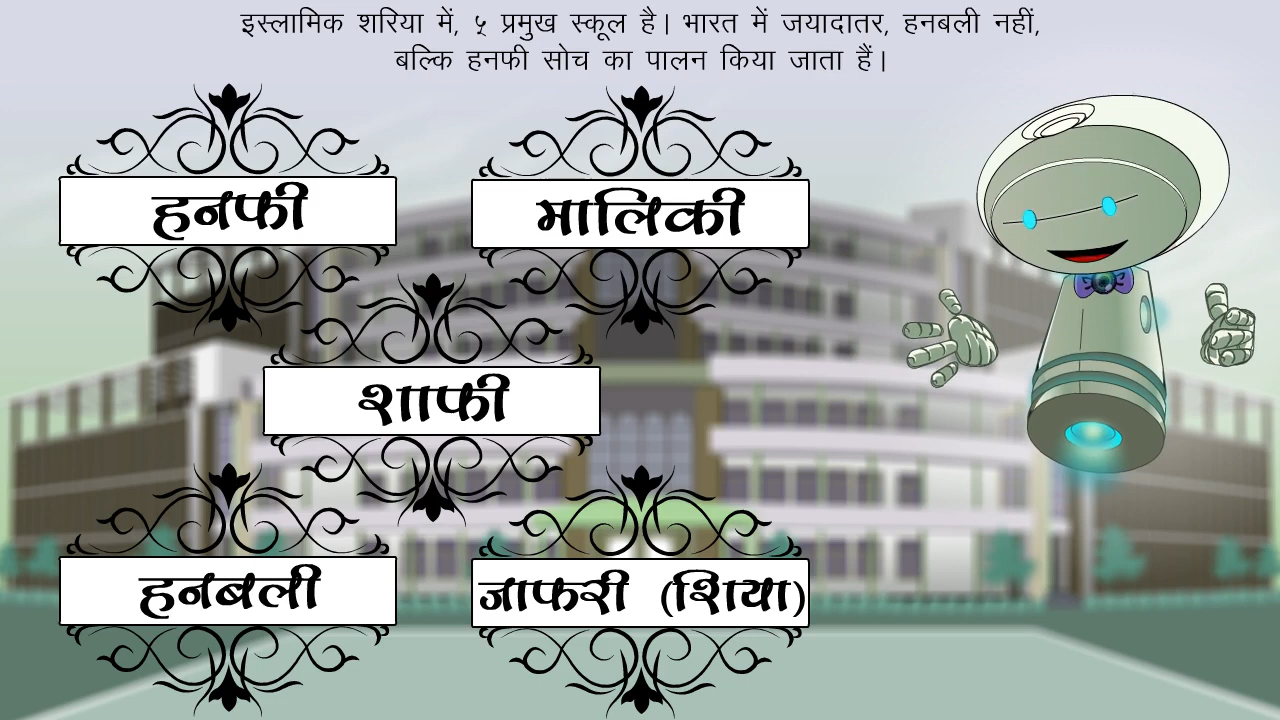 इस्लामिक शरिया में, ५ प्रमुख स्कूल है। भारत में जयादातर, हनबली नहीं,
बल्कि हनफी सोच का पालन किया जाता हैं।
हनफी
मालिकी
शाफी
हनबली
जाफरी (शिया)